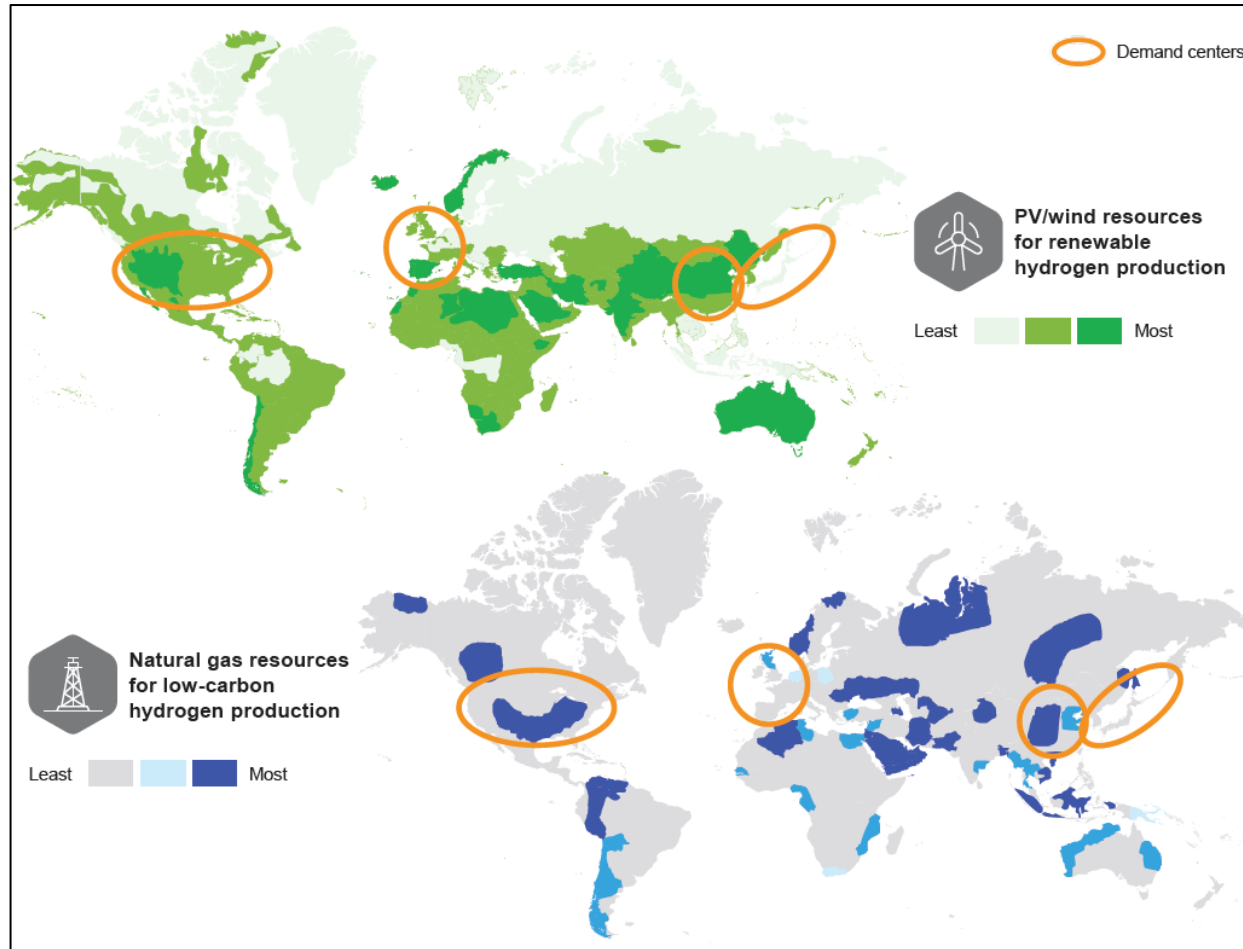 Demand centers
PV/wind resources
for renewable
hydrogen production
Least Most
Natural gas resources
for low-carbon
hydrogen production
Least Most